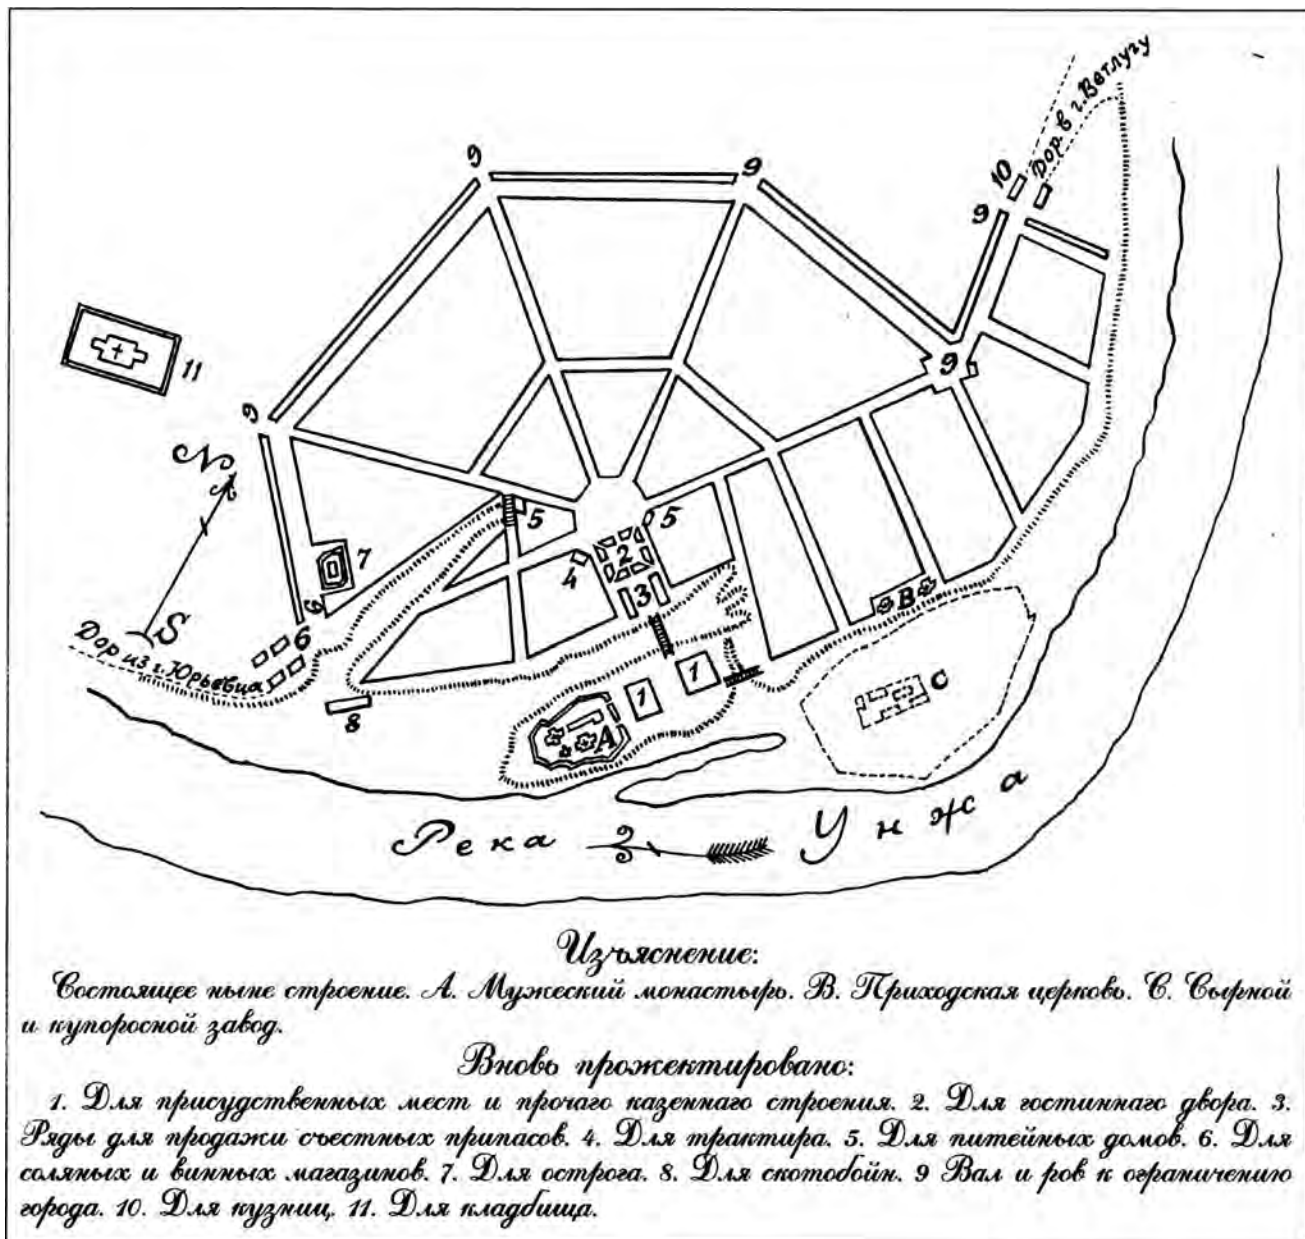 Дор. в г. Ветлугу
9
9
10
9
11
9
N
9
5
5
7
2
4
3
В
9
S
6
Дор из г. Юрьевца
1
1
С
8
А
Река Унжа
Изъяснение:
Состоящее ныне строение. А. Мужеский монастырь. В. Приходская церковь. С. Сырной
и купоросной завод.
Вновь прожектировано:
1. Для присудственных мест и прочаго казеннаго строения. 2. Для гостиннаго двора. 3.
Ряды для продажи съестных припасов. 4. Для трактира. 5. Для питейных домов. 6. Для
соляных и винных магазинов. 7. Для острога. 8. Для скотобойн. 9 Вал и ров к ограничению
города. 10. Для кузниц. 11. Для кладбища.